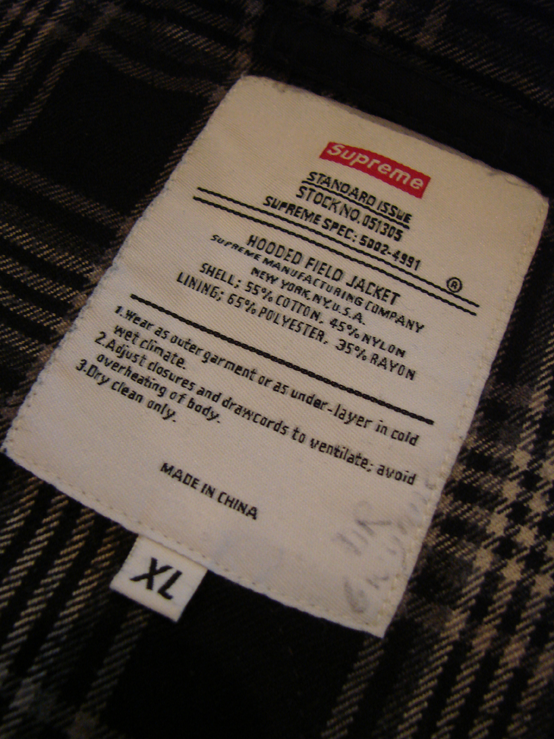 Supreme
STANDARD ISSUE
STOCK NO. 051305
SUPREME SPEC: 5002-4991
®
HOODED FIELD JACKET
SUPREME MANUFACTURING COMPANY
NEW YORK, N.Y. U.S.A.
SHELL; 55% COTTON, 45% NYLON
LINING; 65% POLYESTER, 35% RAYON
1.Wear as outer garment or as under-layer in cold
wet climate.
2.Adjust closures and drawcords to ventilate; avoid
overheating of body.
3.Dry clean only.
MADE IN CHINA
XL